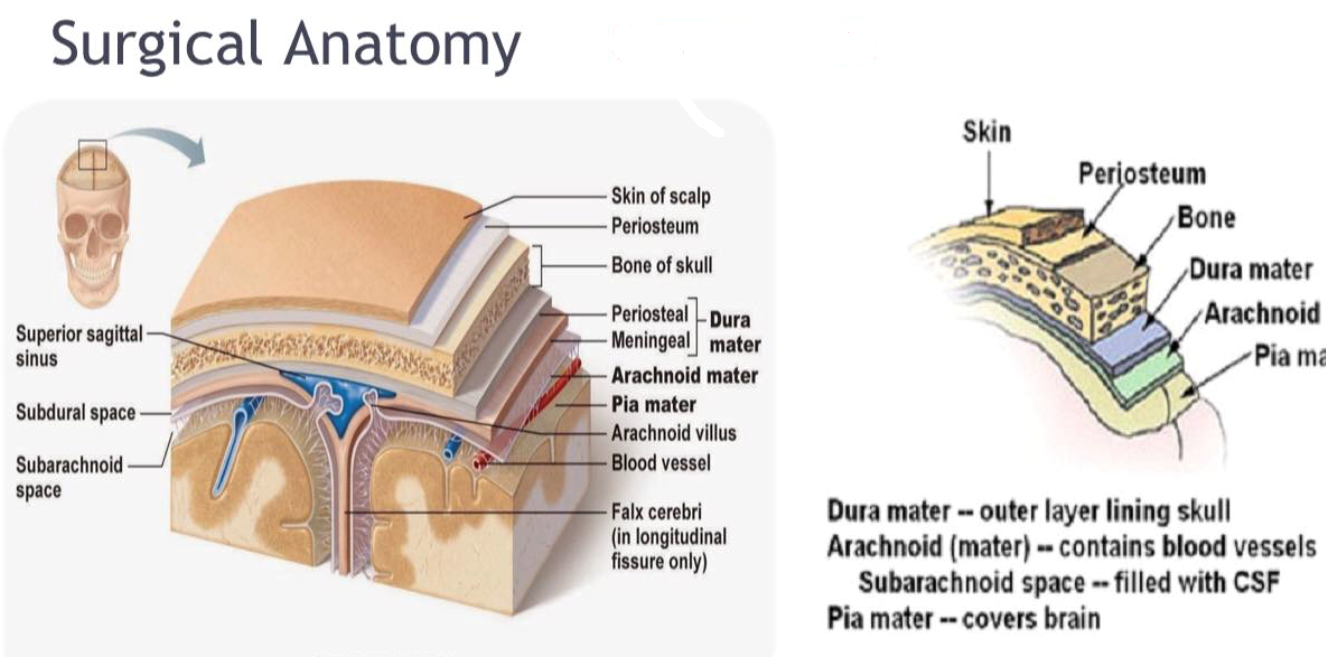 Surgical Anatomy
Skin of scalp
Periosteum
Bone of skull
Periosteal
Meningeal
Dura
mater
Arachnoid mater
Pia mater
Arachnoid villus
Blood vessel
Falx cerebri
(in longitudinal
fissure only)
Superior sagittal
sinus
Subdural space
Subarachnoid
space
Skin
Periosteum
Bone
Dura mater
Arachnoid
Pia ma
Dura mater -- outer layer lining skull
Arachnoid (mater) -- contains blood vessels
Subarachnoid space -- filled with CSF
Pia mater -- covers brain